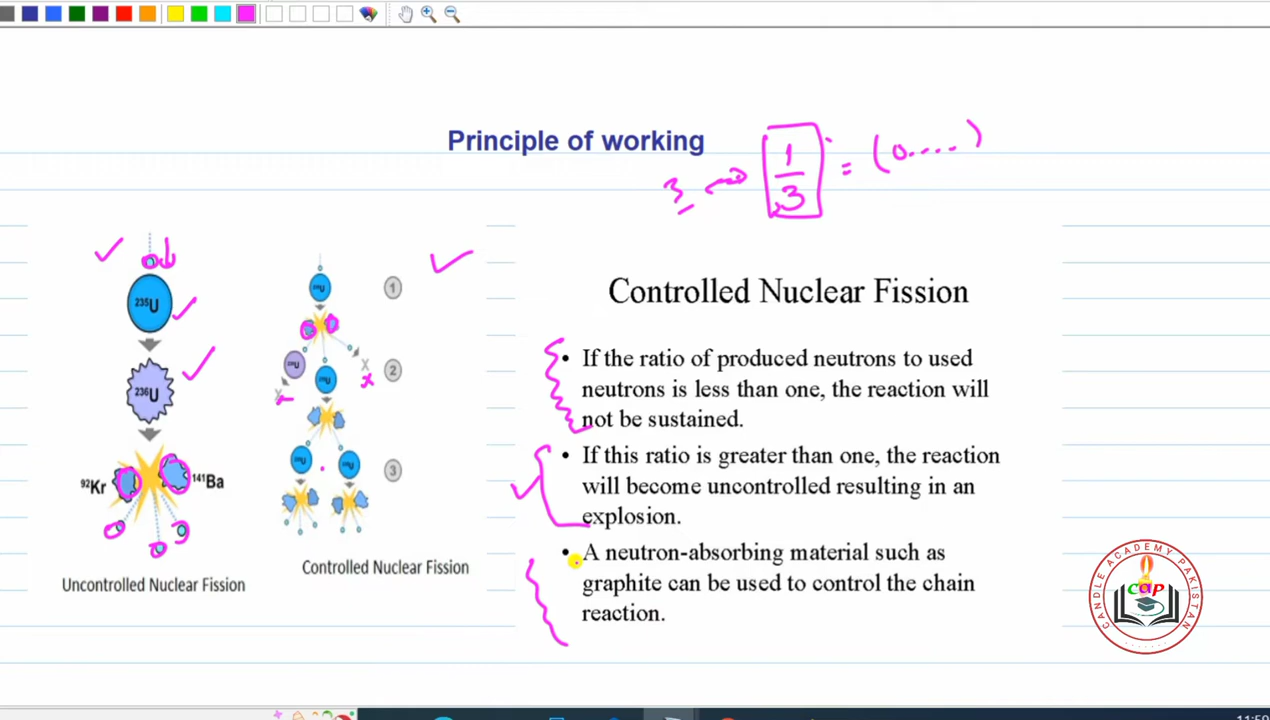 Principle of working
1
3 = (0.....)
3
235U
236U
92Kr
141Ba
Uncontrolled Nuclear Fission
1
2
3
Controlled Nuclear Fission
Controlled Nuclear Fission
• If the ratio of produced neutrons to used
neutrons is less than one, the reaction will
not be sustained.
• If this ratio is greater than one, the reaction
will become uncontrolled resulting in an
explosion.
• A neutron-absorbing material such as
graphite can be used to control the chain
reaction.
CANDLE ACADEMY PAKISTAN
cap